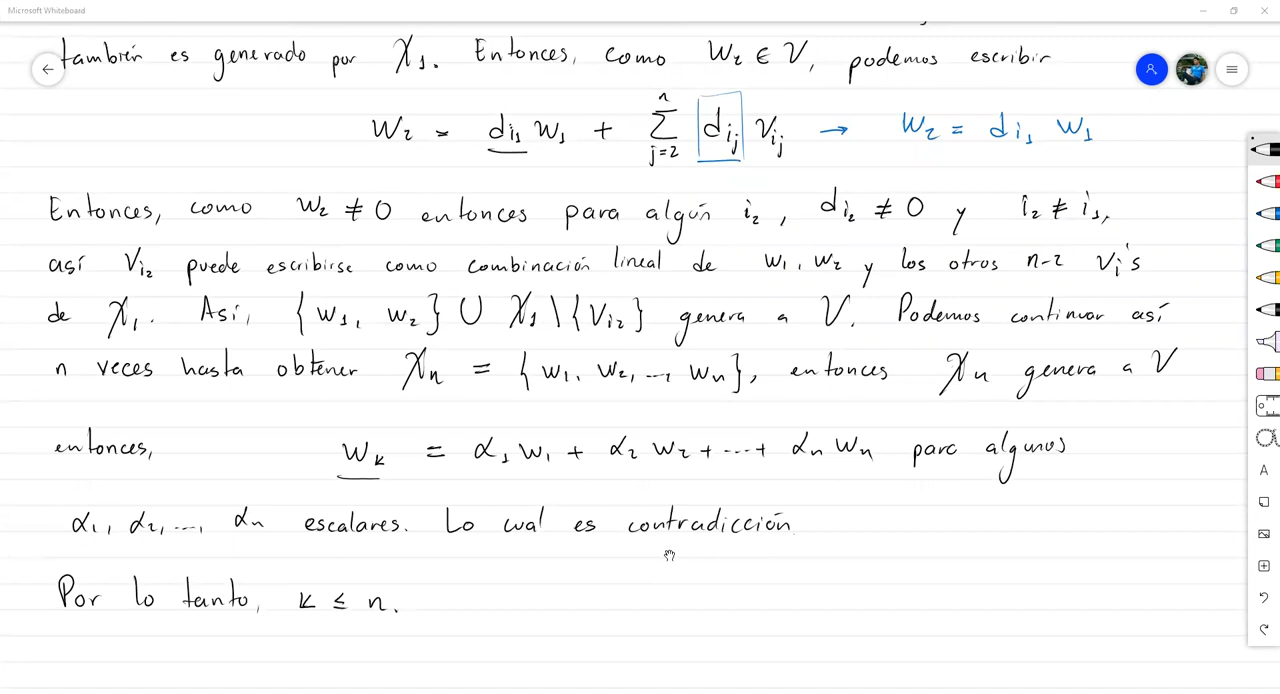 Microsoft Whiteboard
también es generado por X₁. Entonces, como W₂ ∈ V, podemos escribir
W₂ = d_{i₁} W₁ + Σ_{j=2}^{n} d_{i_j} V_{i_j} → W₂ = d_{i₁} W₁
Entonces, como W₂ ≠ 0 entonces para algún i₂, d_{i₂} ≠ 0 y i₂ ≠ i₁,
así V_{i₂} puede escribirse como combinación lineal de W₁, W₂ y los otros n-2 V_i's
de X₁. Así, {W₁, W₂} ∪ X₁ \ {V_{i₂}} genera a V. Podemos continuar así
n veces hasta obtener X_n = {W₁, W₂, ..., W_n}, entonces X_n genera a V
entonces, W_k = α₁ W₁ + α₂ W₂ + ... + α_n W_n para algunos
α₁, α₂, ..., α_n escalares. Lo cual es contradicción.
Por lo tanto, k ≤ n.